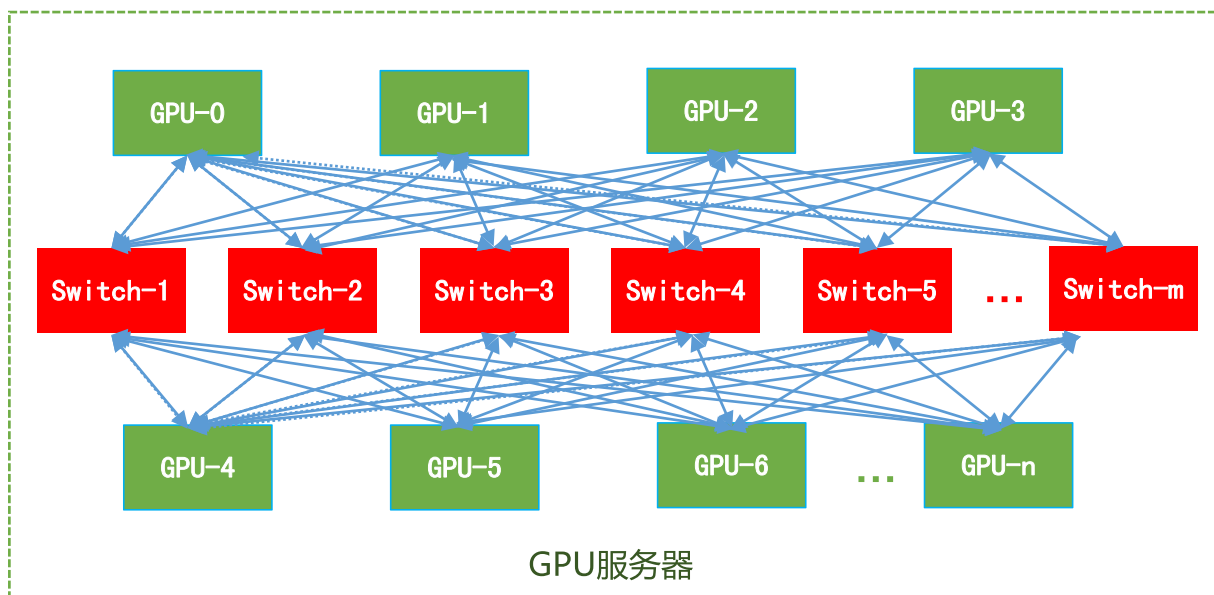 GPU-0 GPU-1 GPU-2 GPU-3
Switch-1 Switch-2 Switch-3 Switch-4 Switch-5 ... Switch-m
GPU-4 GPU-5 GPU-6 ... GPU-n
GPU服务器